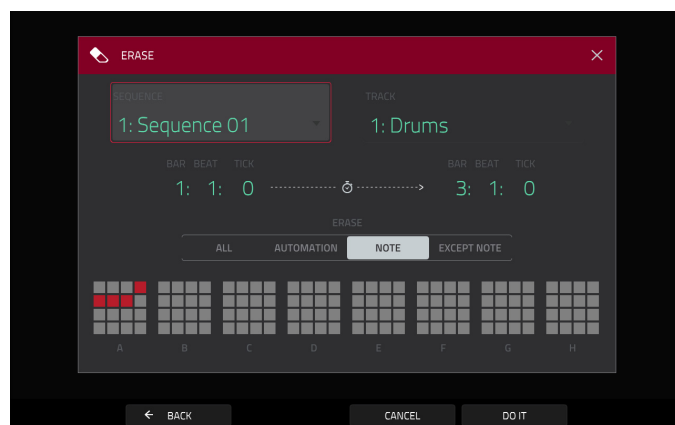 ERASE
SEQUENCE TRACK
1: Sequence 01 1: Drums
BAR BEAT TICK BAR BEAT TICK
1: 1: 0 3: 1: 0
ERASE
ALL AUTOMATION NOTE EXCEPT NOTE
A B C D E F G H
BACK CANCEL DO IT